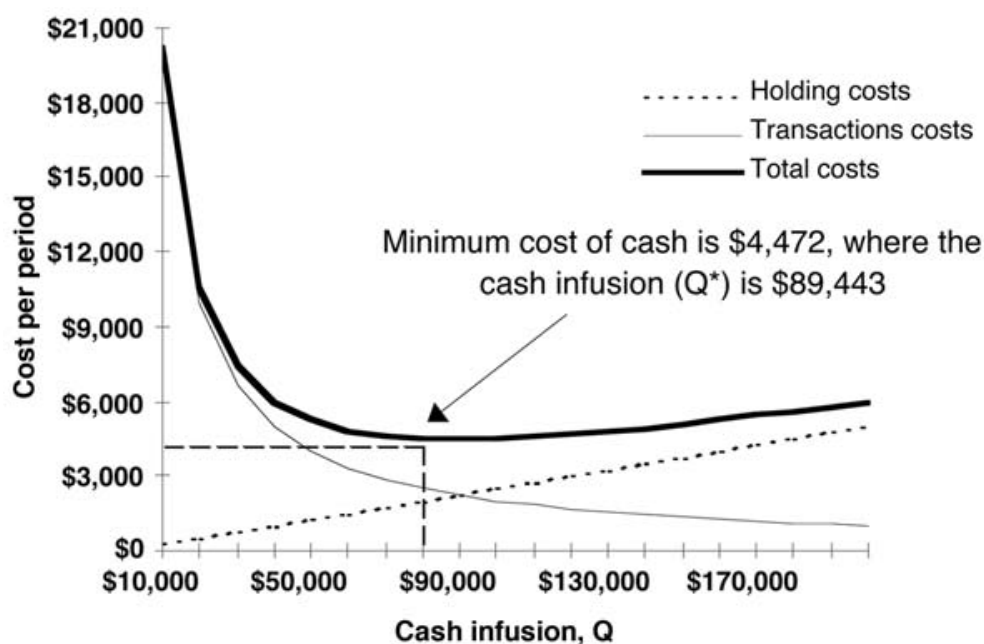 $21,000
$18,000
$15,000
$12,000
$9,000
$6,000
$3,000
$0
Cost per period
Holding costs
Transactions costs
Total costs
Minimum cost of cash is $4,472, where the
cash infusion (Q*) is $89,443
$10,000 $50,000 $90,000 $130,000 $170,000
Cash infusion, Q